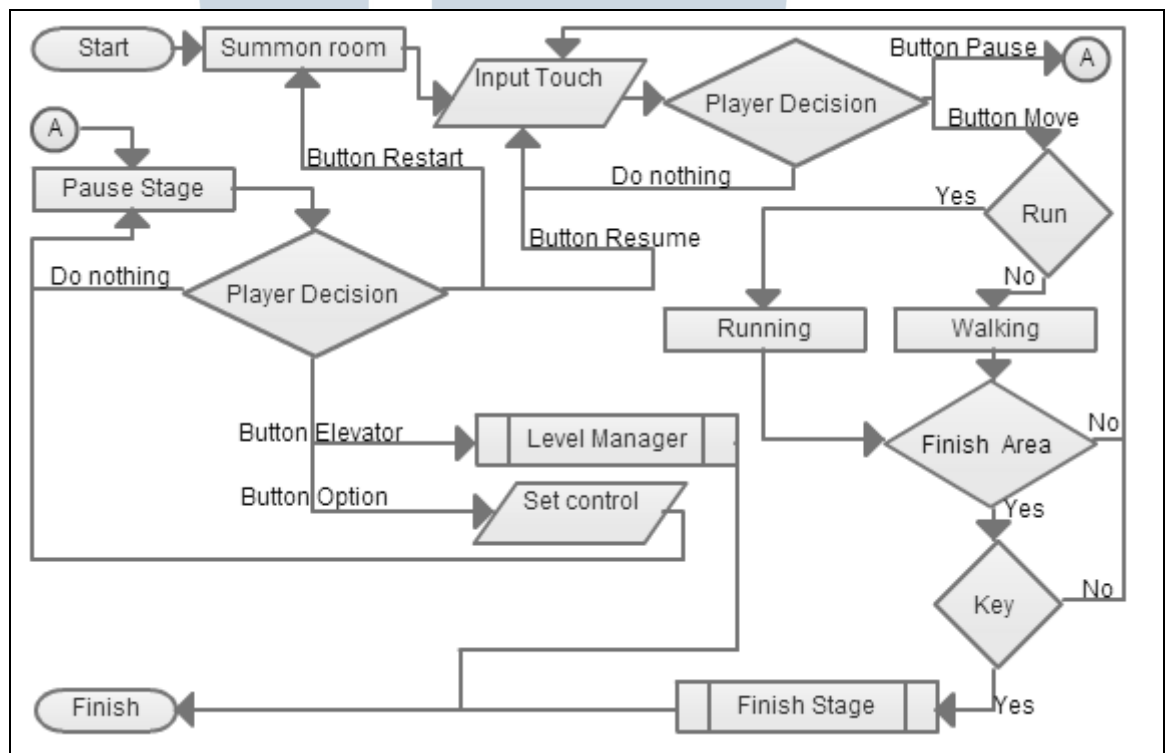 Start
Summon room
Input Touch
Player Decision
Button Pause
A
Button Move
Do nothing
A
Pause Stage
Button Restart
Button Resume
Yes
Run
No
Do nothing
Player Decision
Running
Walking
Button Elevator
Level Manager
Finish Area
No
Button Option
Set control
Yes
Key
No
Finish
Finish Stage
Yes